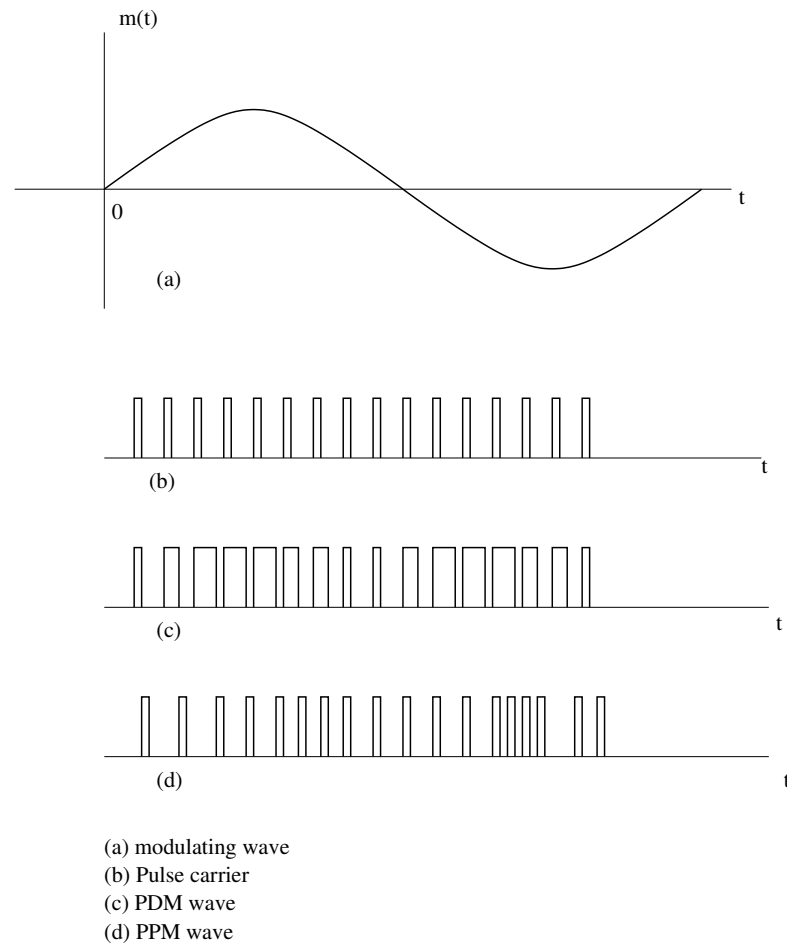 m(t)
t
0
(a)
t
(b)
t
(c)
t
(d)
(a) modulating wave
(b) Pulse carrier
(c) PDM wave
(d) PPM wave